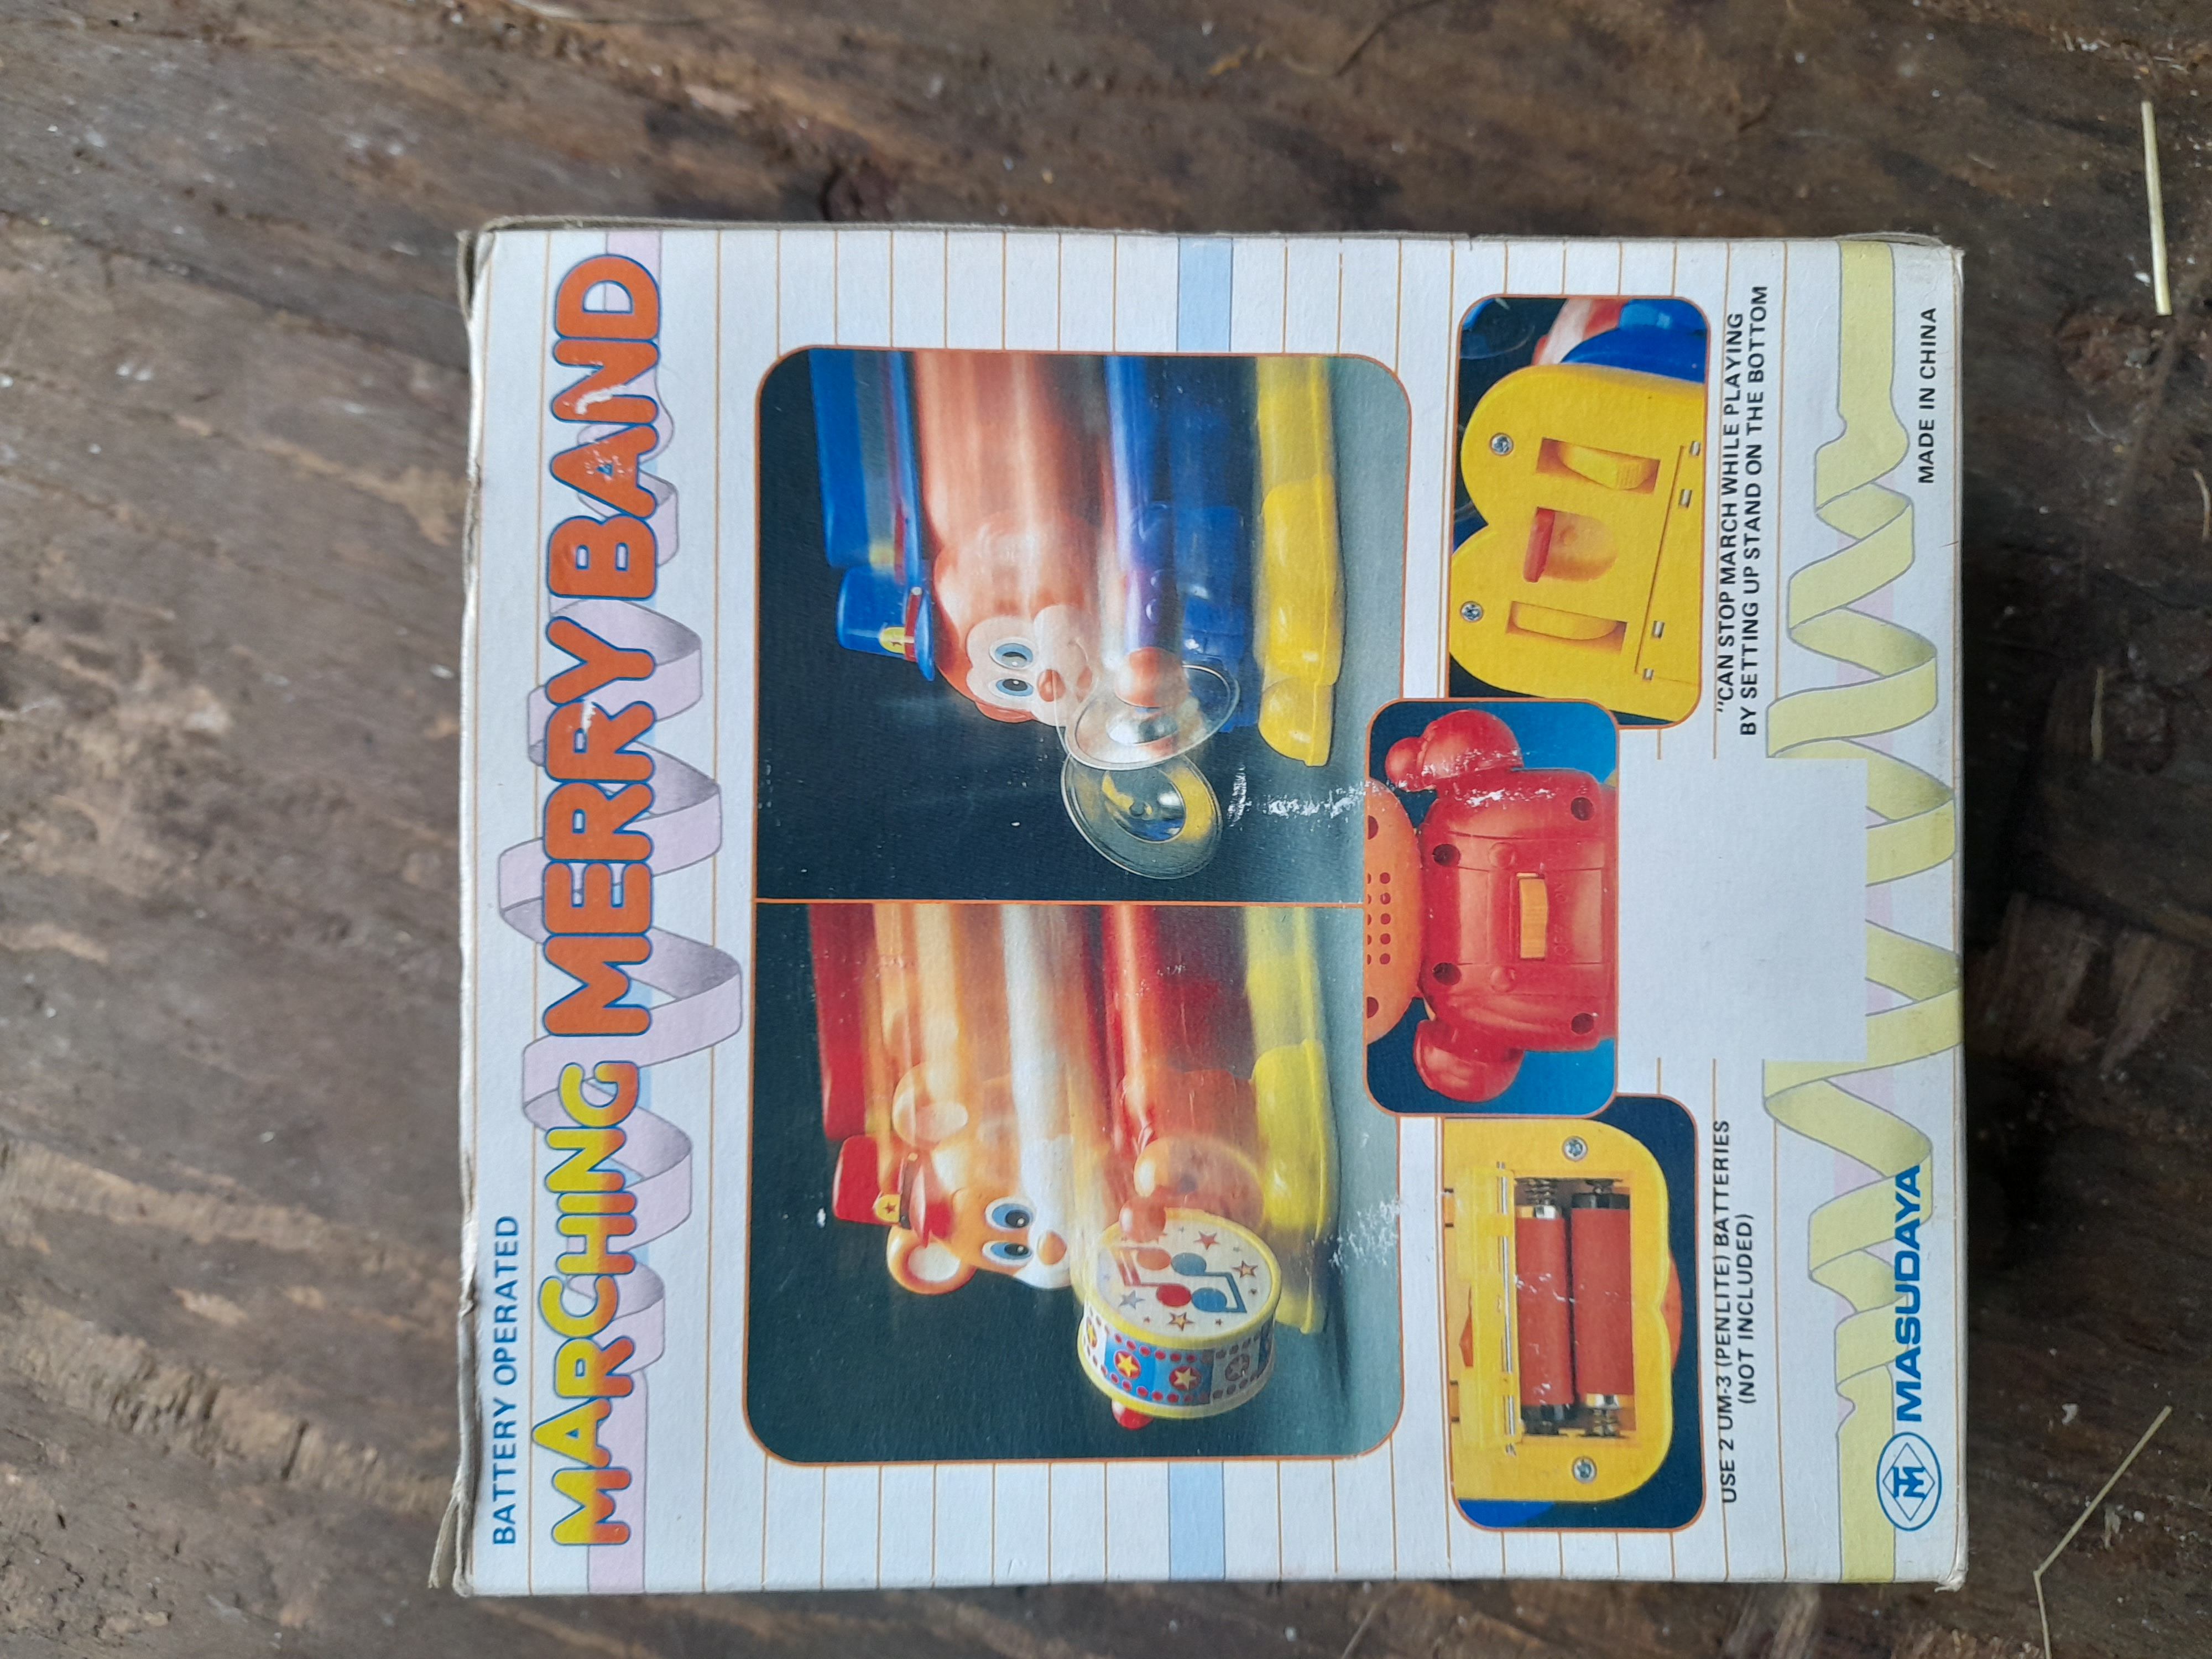 BATTERY OPERATED
MARCHING MERRY BAND
USE 2 UM-3 (PENLITE) BATTERIES
(NOT INCLUDED)
"CAN STOP MARCH WHILE PLAYING
BY SETTING UP STAND ON THE BOTTOM
TM MASUDAYA
MADE IN CHINA